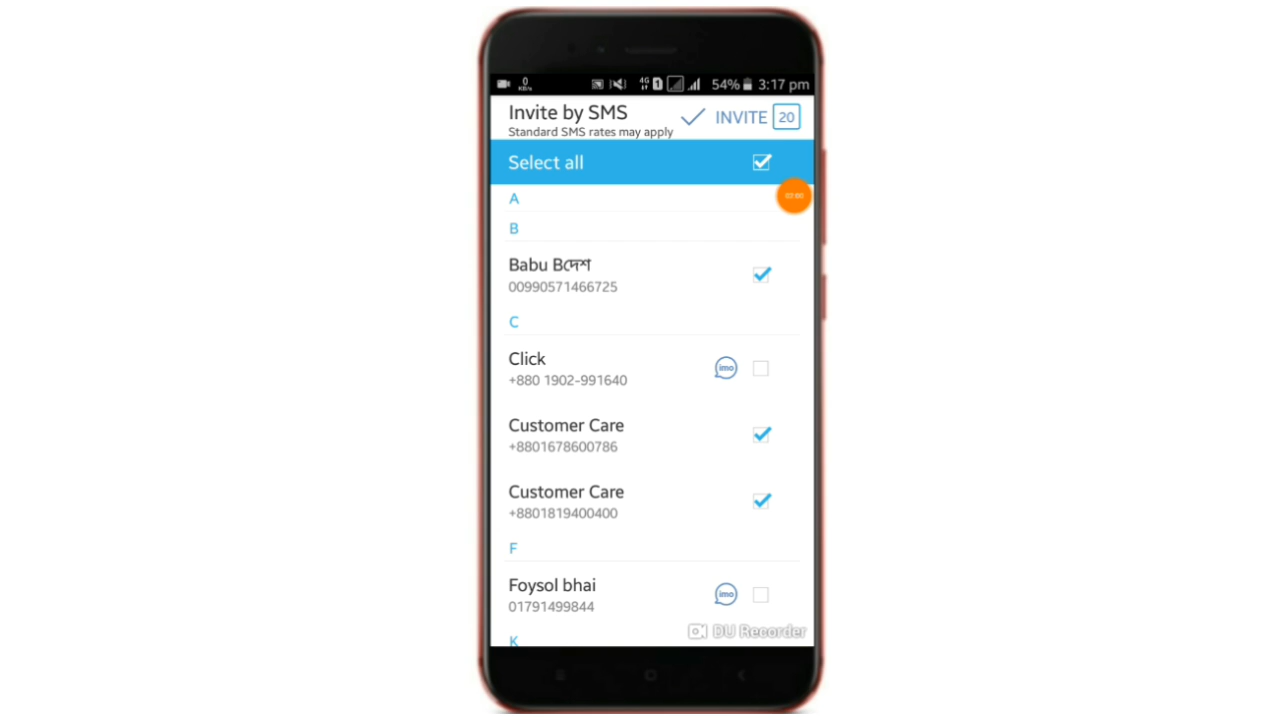 0
KB/s
4G
1
54%
3:17 pm
Invite by SMS
INVITE 20
Standard SMS rates may apply
Select all
A
B
Babu Bদেশ
00990571466725
C
Click
+880 1902-991640
imo
Customer Care
+8801678600786
Customer Care
+8801819400400
F
Foysol bhai
01791499844
imo
DU Recorder
K